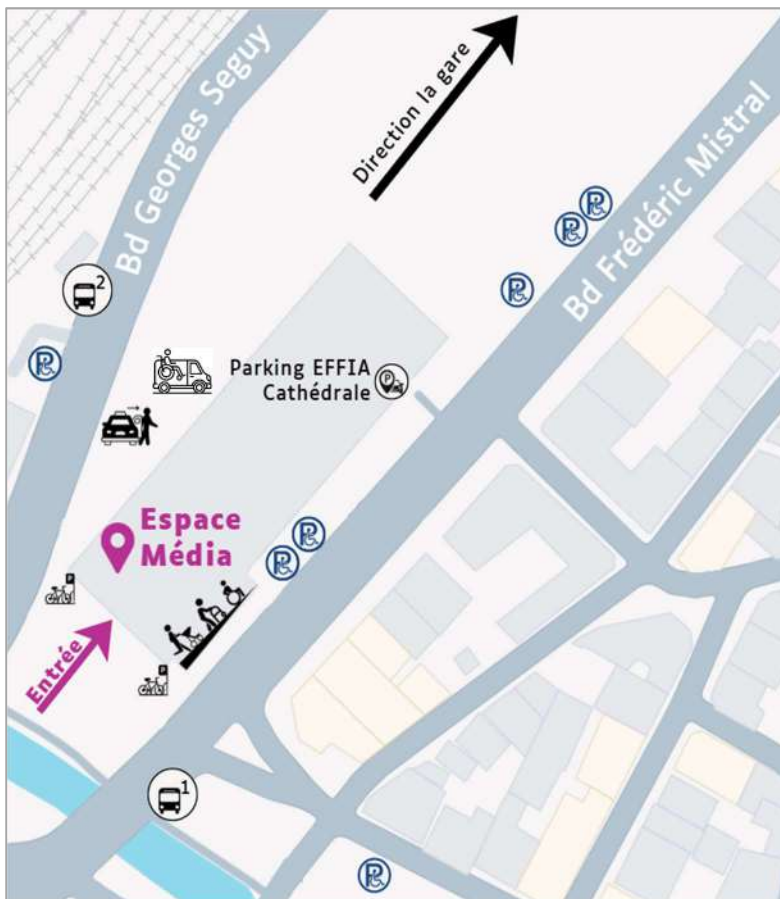 Direction la gare
Bd Georges Seguy
Bd Frédéric Mistral
2
Parking EFFIA
Cathédrale
P
Espace
Média
P
Entrée
P
1